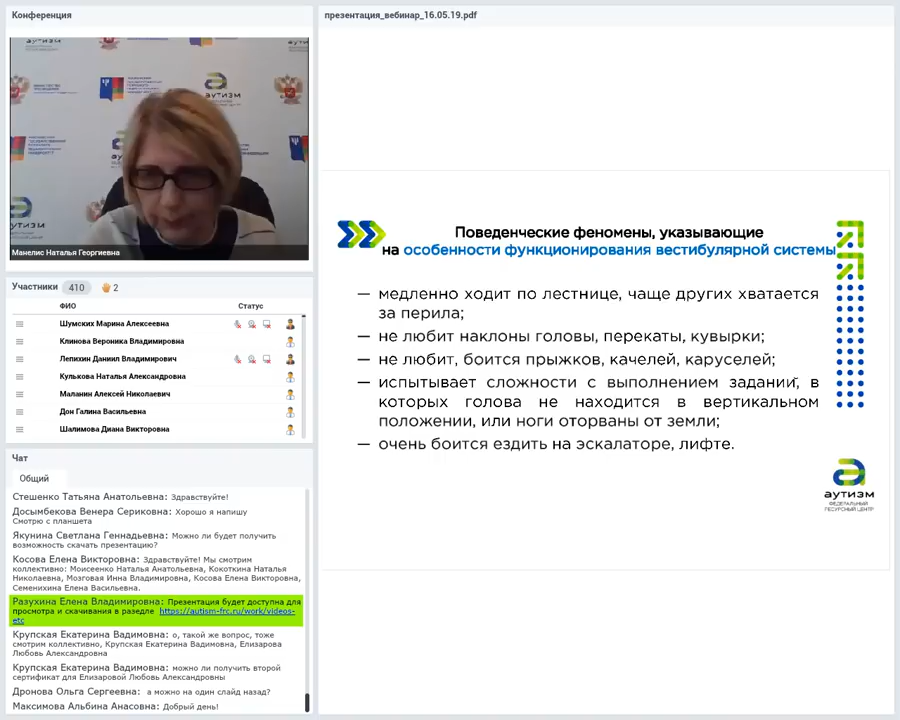 Конференция
Манелис Наталья Георгиевна
Участники 410 2
ФИО Статус
Шумских Марина Алексеевна
Клинова Вероника Владимировна
Лепихин Даниил Владимирович
Кулькова Наталья Александровна
Маланин Алексей Николаевич
Дон Галина Васильевна
Шалимова Диана Викторовна
Чат
Общий
Стешенко Татьяна Анатольевна: Здравствуйте!
Досымбекова Венера Сериковна: Хорошо я напишу
Смотрю с планшета
Якунина Светлана Геннадьевна: Можно ли будет получить
возможность скачать презентацию?
Косова Елена Викторовна: Здравствуйте! Мы смотрим
коллективно: Моисеенко Наталья Анатольевна, Кокоткина Наталья
Николаевна, Мозговая Инна Владимировна, Косова Елена Викторовна,
Семенихина Елена Васильевна.
Разухина Елена Владимировна: Презентация будет доступна для
просмотра и скачивания в разделе https://autism-frc.ru/work/videos-
etc
Крупская Екатерина Вадимовна: о, такой же вопрос, тоже
смотрим коллективно, Крупская Екатерина Вадимовна, Елизарова
Любовь Александровна
Крупская Екатерина Вадимовна: можно ли получить второй
сертификат для Елизаровой Любовь Александровны
Дронова Ольга Сергеевна: а можно на один слайд назад?
Максимова Альбина Анасовна: Добрый день!
презентация_вебинар_16.05.19.pdf
Поведенческие феномены, указывающие
на особенности функционирования вестибулярной системы
— медленно ходит по лестнице, чаще других хватается
за перила;
— не любит наклоны головы, перекаты, кувырки;
— не любит, боится прыжков, качелей, каруселей;
— испытывает сложности с выполнением заданий, в
которых голова не находится в вертикальном
положении, или ноги оторваны от земли;
— очень боится ездить на эскалаторе, лифте.
аутизм
ФЕДЕРАЛЬНЫЙ
РЕСУРСНЫЙ ЦЕНТР